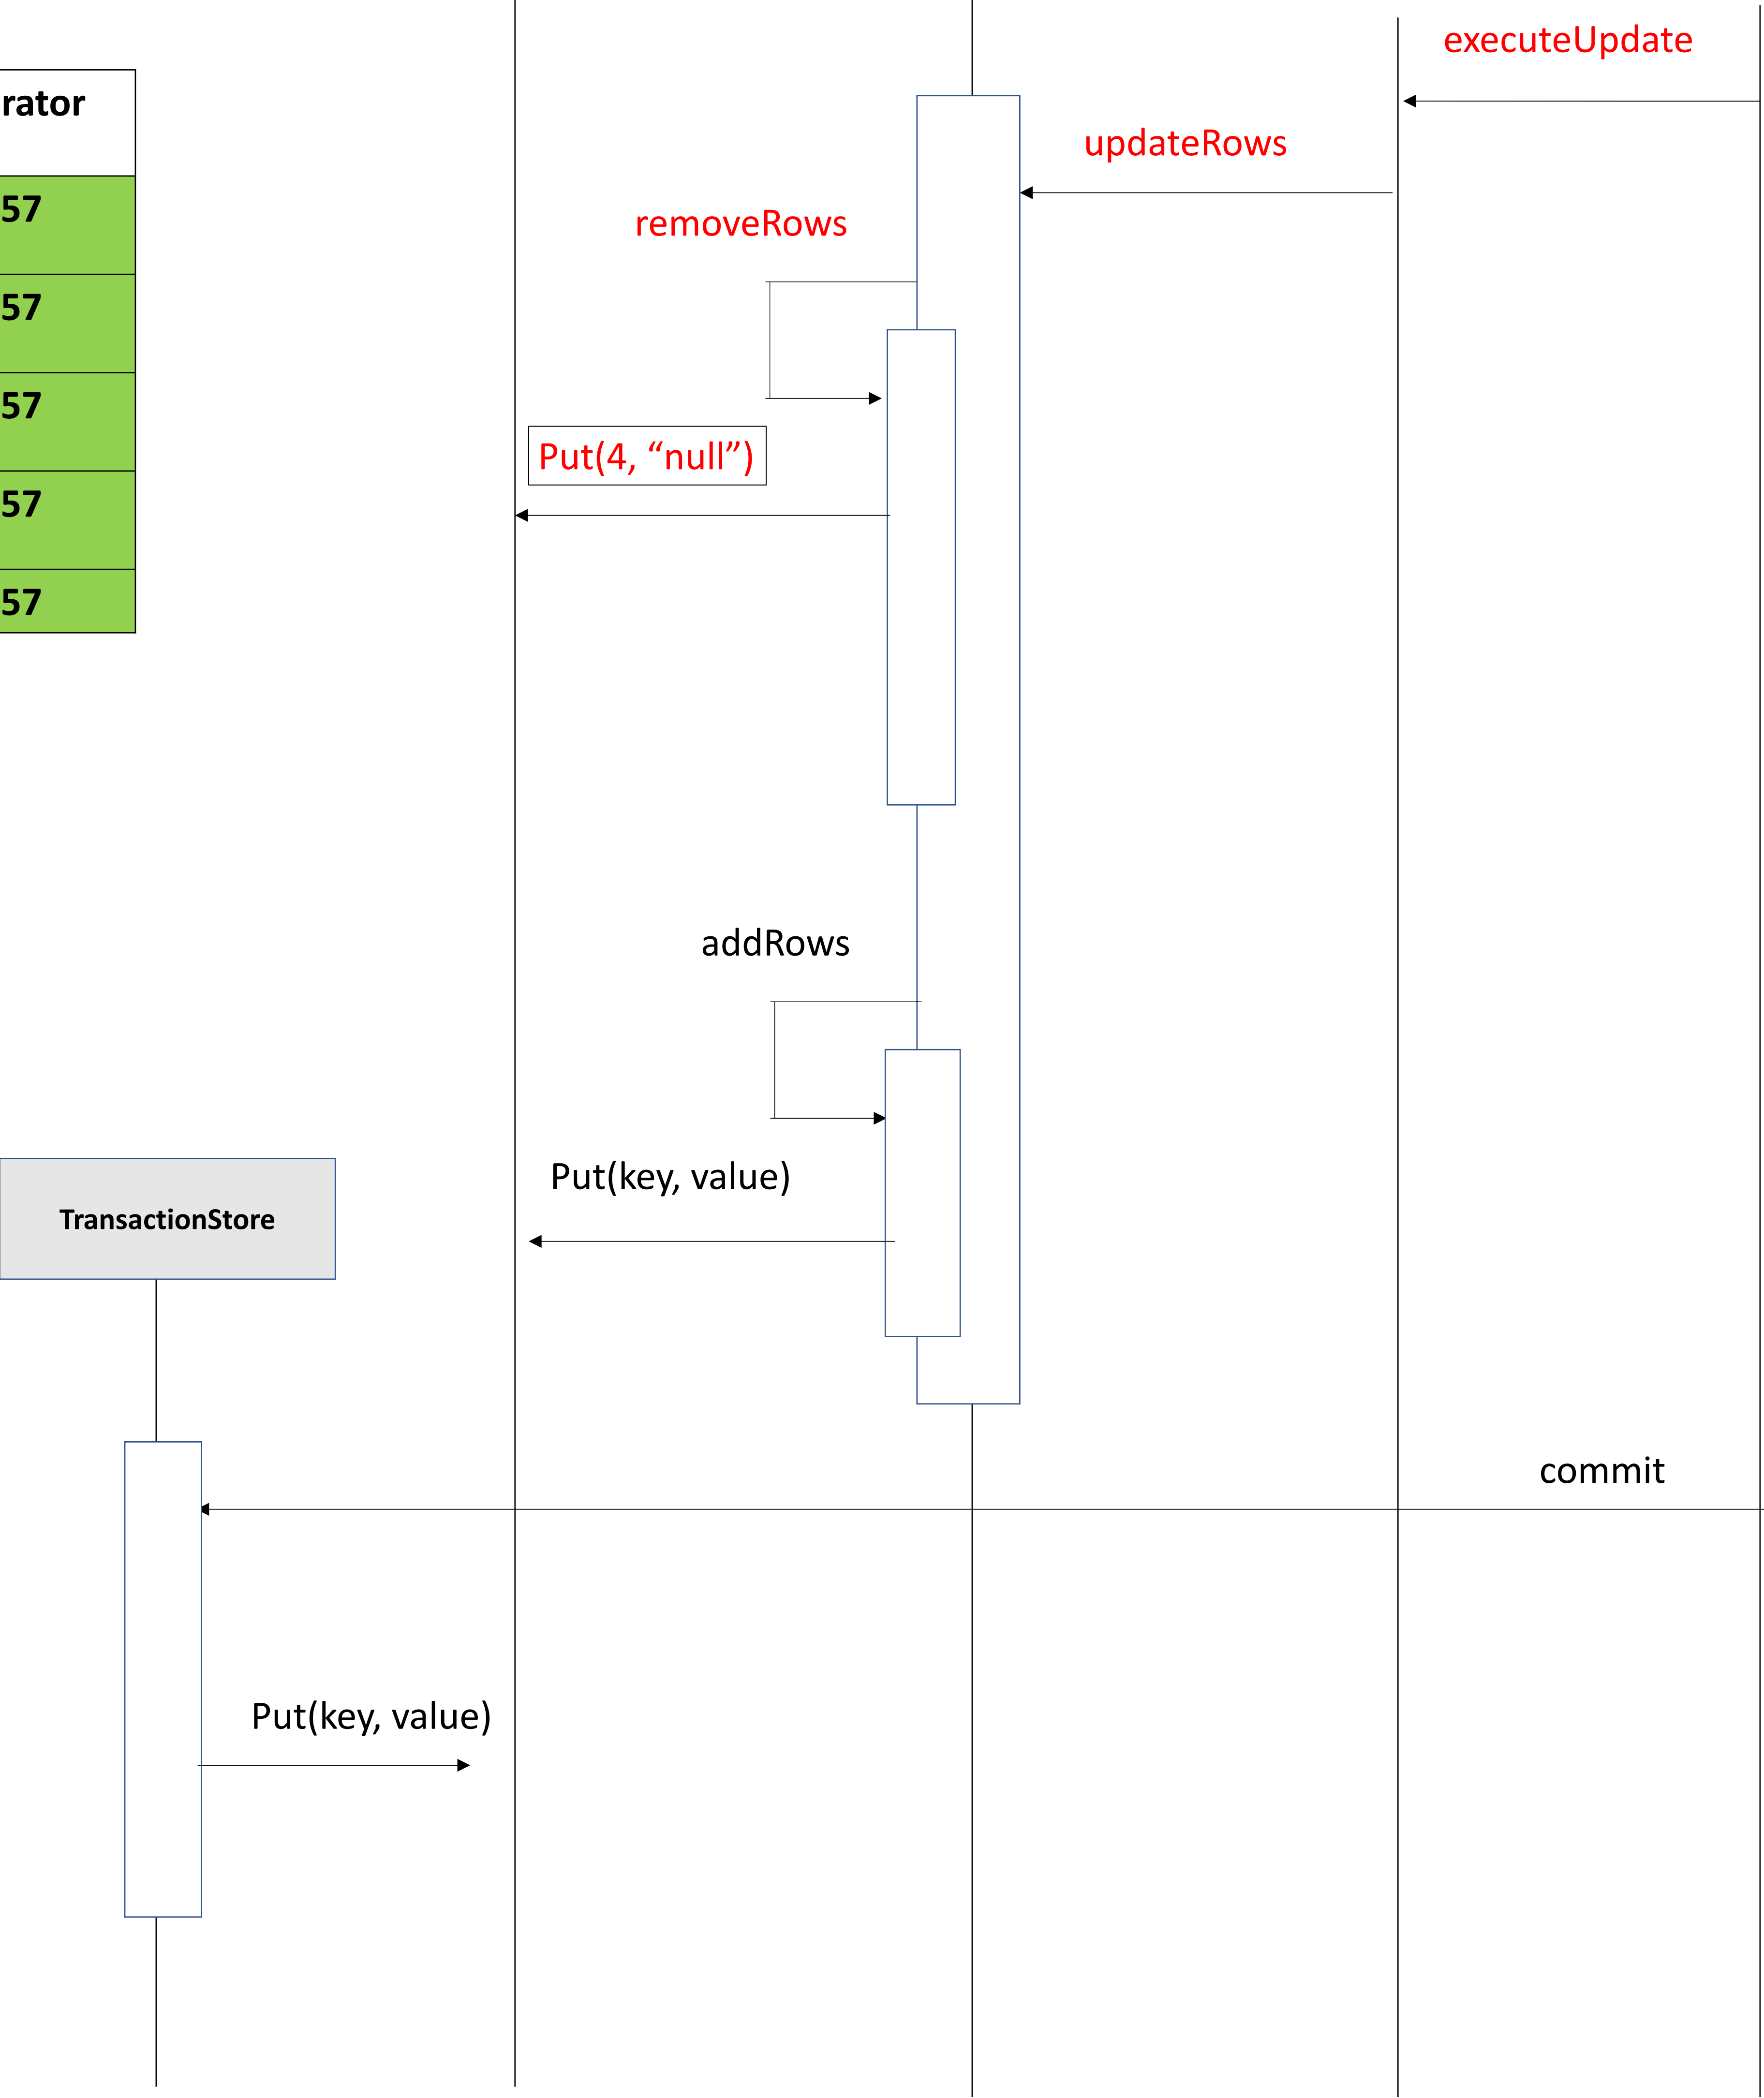 executeUpdate
rator
updateRows
57
removeRows
57
57
Put(4, “null”)
57
57
addRows
Put(key, value)
TransactionStore
commit
Put(key, value)